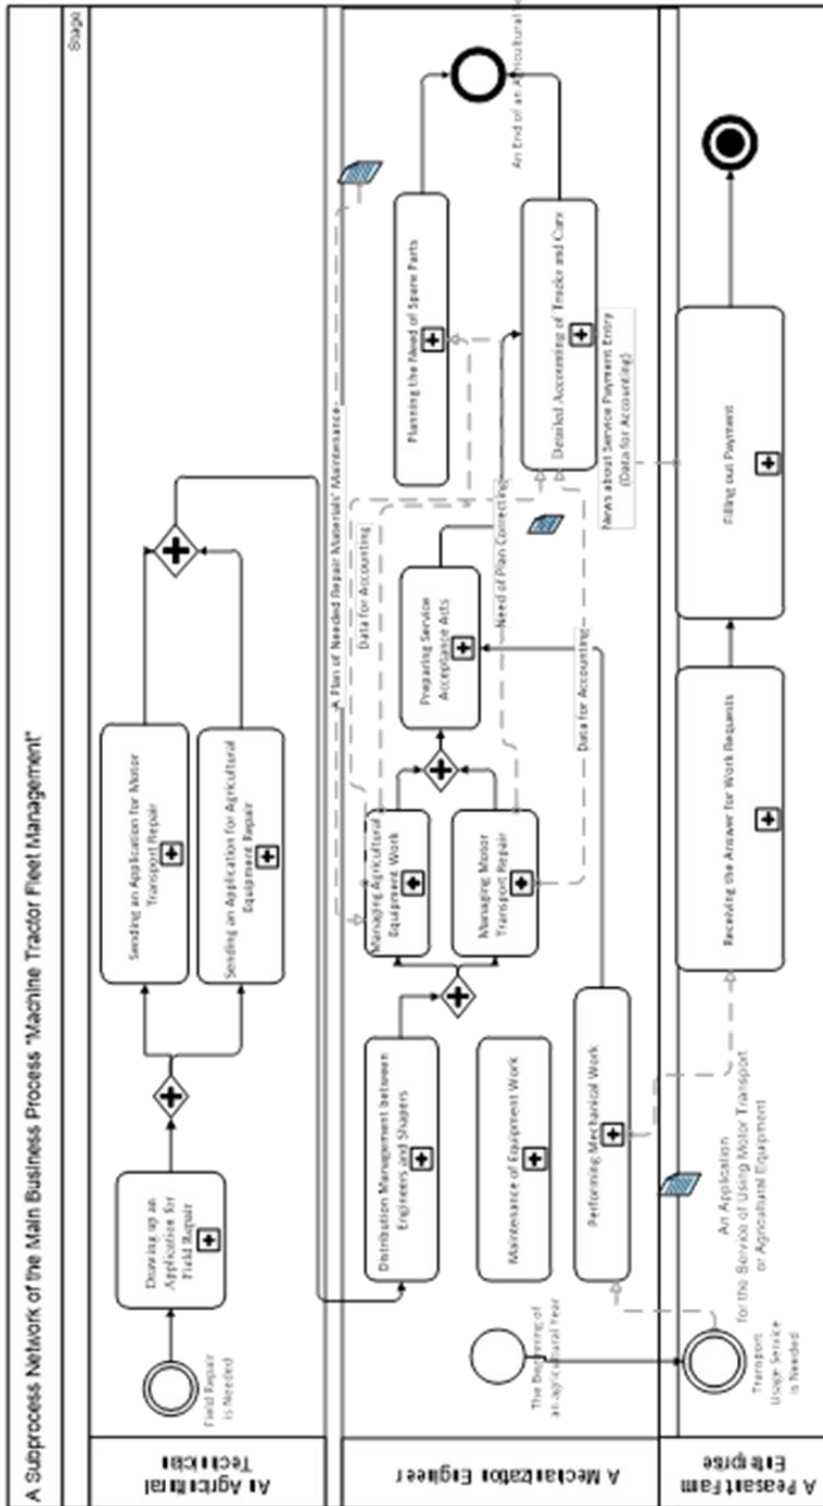 A Subprocess Network of the Main Business Process "Machine Tractor Fleet Management"
Stage
An Agricultural
Technician
Field Repair
is Needed
Drawing up an
Application for
Field Repair
Sending an Application for Motor
Transport Repair
Sending an Application for Agricultural
Equipment Repair
A Mechanization Engineer
The Beginning of
an agricultural Year
Distribution Management between
Engineers and Shapers
Maintenance of Equipment Work
Performing Mechanical Work
Managing Agricultural
Equipment Work
Managing Motor
Transport Repair
Preparing Service
Acceptance Acts
A Plan of Needed Repair Materials' Maintenance
Data for Accounting
Need of Plan Correcting
Data for Accounting
Planning the Need of Spare Parts
Detailed Accounting of Tracks and Cars
An End of an Agricultural
News about Service Payment Entry
(Data for Accounting)
A Peasant Farm
Enterprise
Transport
Usage Service
is Needed
An Application
for the Service of Using Motor Transport
or Agricultural Equipment
Receiving the Answer for Work Requests
Filling out Payment